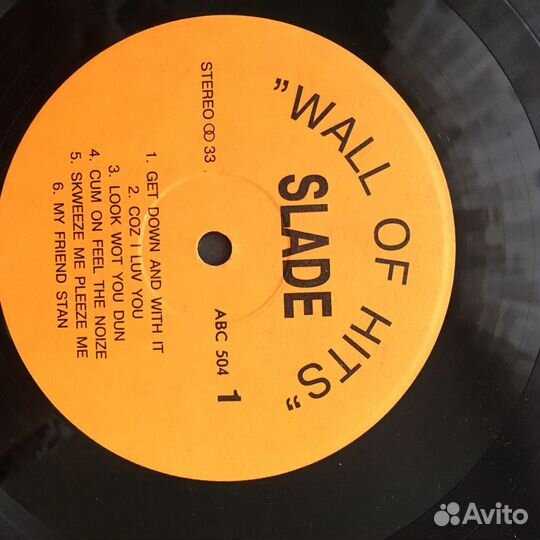 "WALL OF HITS"
SLADE
STEREO ⓄⓄ 33
ABC 504 1
1. GET DOWN AND WITH IT
2. COZ I LUV YOU
3. LOOK WOT YOU DUN
4. CUM ON FEEL THE NOIZE
5. SKWEEZE ME PLEEZE ME
6. MY FRIEND STAN
Avito